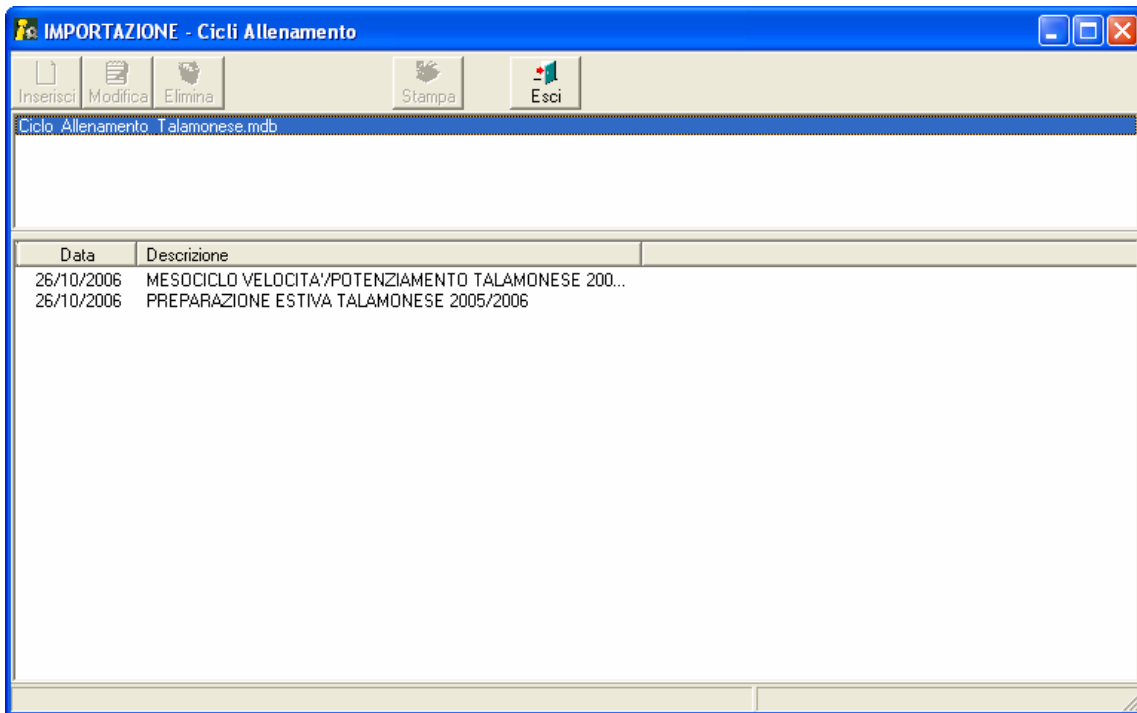 IMPORTAZIONE - Cicli Allenamento
Inserisci Modifica Elimina Stampa Esci
Ciclo Allenamento Talamonese.mdb
Data Descrizione
26/10/2006 MESOCICLO VELOCITA'/POTENZIAMENTO TALAMONESE 200...
26/10/2006 PREPARAZIONE ESTIVA TALAMONESE 2005/2006